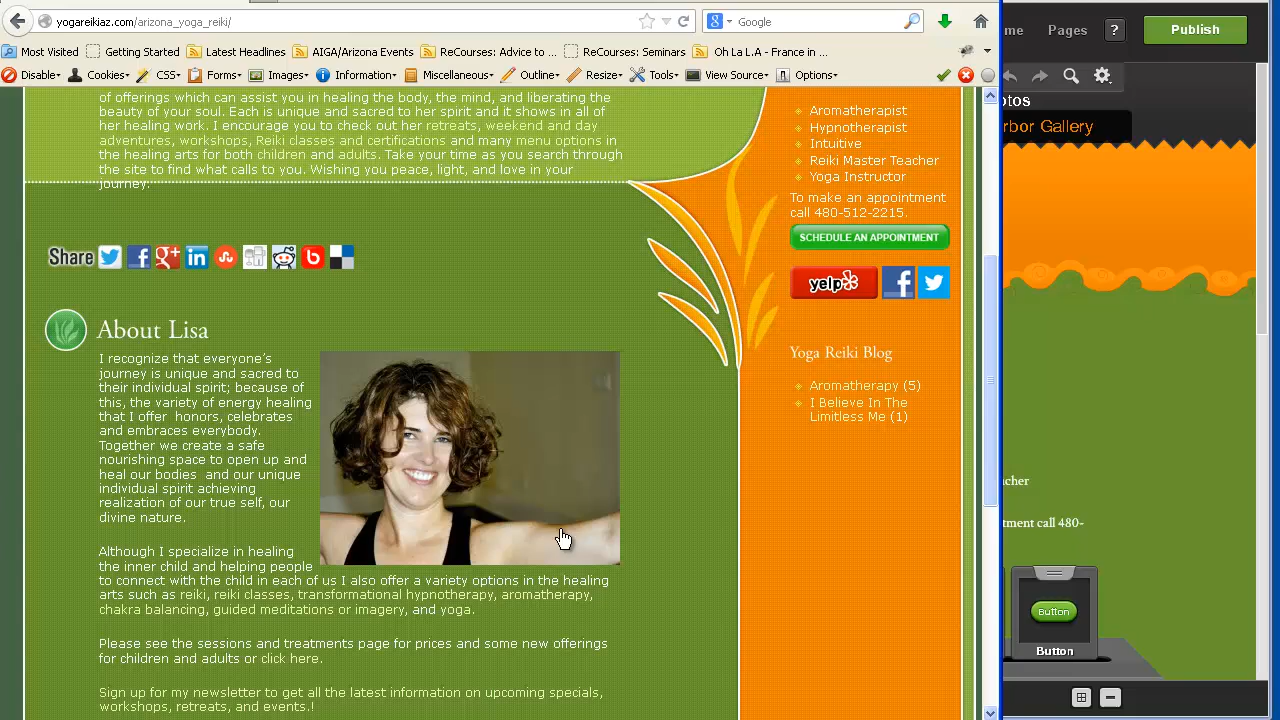 yogareikiaz.com/arizona_yoga_reiki/
Google
me Pages ? Publish
Most Visited Getting Started Latest Headlines AIGA/Arizona Events ReCourses: Advice to ... ReCourses: Seminars Oh La L.A - France in ...
Disable Cookies CSS Forms Images Information Miscellaneous Outline Resize Tools View Source Options
otos
rbor Gallery
of offerings which can assist you in healing the body, the mind, and liberating the
beauty of your soul. Each is unique and sacred to her spirit and it shows in all of
her healing work. I encourage you to check out her retreats, weekend and day
adventures, workshops, Reiki classes and certifications and many menu options in
the healing arts for both children and adults. Take your time as you search through
the site to find what calls to you. Wishing you peace, light, and love in your
journey.
Aromatherapist
Hypnotherapist
Intuitive
Reiki Master Teacher
Yoga Instructor
To make an appointment
call 480-512-2215.
SCHEDULE AN APPOINTMENT
yelp
Share
About Lisa
I recognize that everyone's
journey is unique and sacred to
their individual spirit; because of
this, the variety of energy healing
that I offer honors, celebrates
and embraces everybody.
Together we create a safe
nourishing space to open up and
heal our bodies and our unique
individual spirit achieving
realization of our true self, our
divine nature.
Although I specialize in healing
the inner child and helping people
to connect with the child in each of us I also offer a variety options in the healing
arts such as reiki, reiki classes, transformational hypnotherapy, aromatherapy,
chakra balancing, guided meditations or imagery, and yoga.
Please see the sessions and treatments page for prices and some new offerings
for children and adults or click here.
Sign up for my newsletter to get all the latest information on upcoming specials,
workshops, retreats, and events.!
Yoga Reiki Blog
Aromatherapy (5)
I Believe In The
Limitless Me (1)
cher
tment call 480-
Button
Button